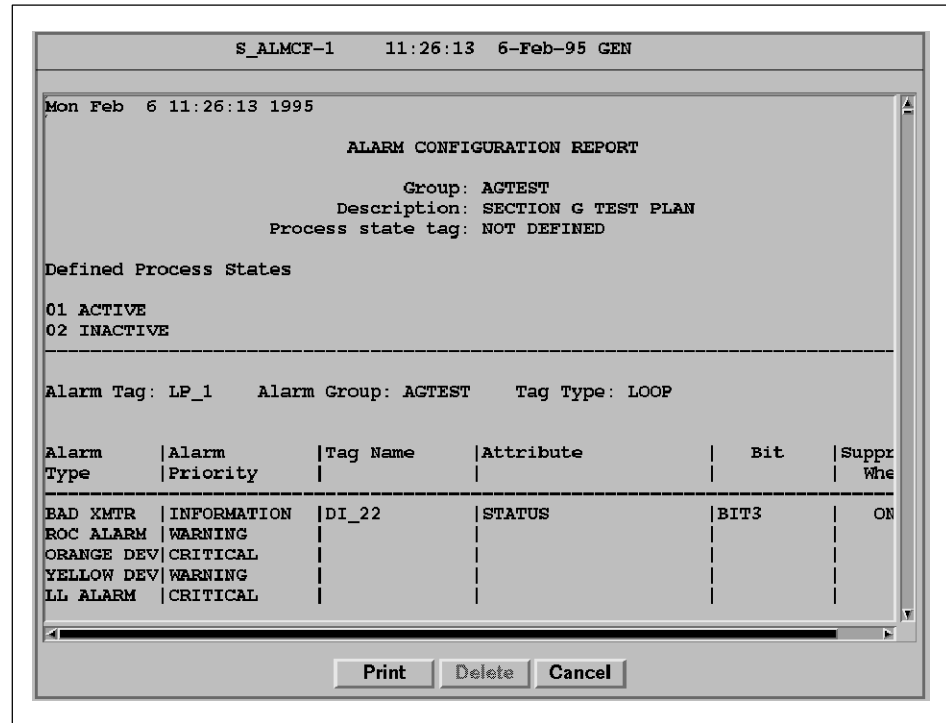 S_ALMCF-1 11:26:13 6-Feb-95 GEN
Mon Feb 6 11:26:13 1995
ALARM CONFIGURATION REPORT
Group: AGTEST
Description: SECTION G TEST PLAN
Process state tag: NOT DEFINED
Defined Process States
01 ACTIVE
02 INACTIVE
Alarm Tag: LP_1 Alarm Group: AGTEST Tag Type: LOOP
Alarm |Alarm |Tag Name |Attribute | Bit |Suppr
Type |Priority | | | | Whe
BAD XMTR |INFORMATION |DI_22 |STATUS |BIT3 | ON
ROC ALARM |WARNING | | | |
ORANGE DEV|CRITICAL | | | |
YELLOW DEV|WARNING | | | |
LL ALARM |CRITICAL | | | |
Print Delete Cancel